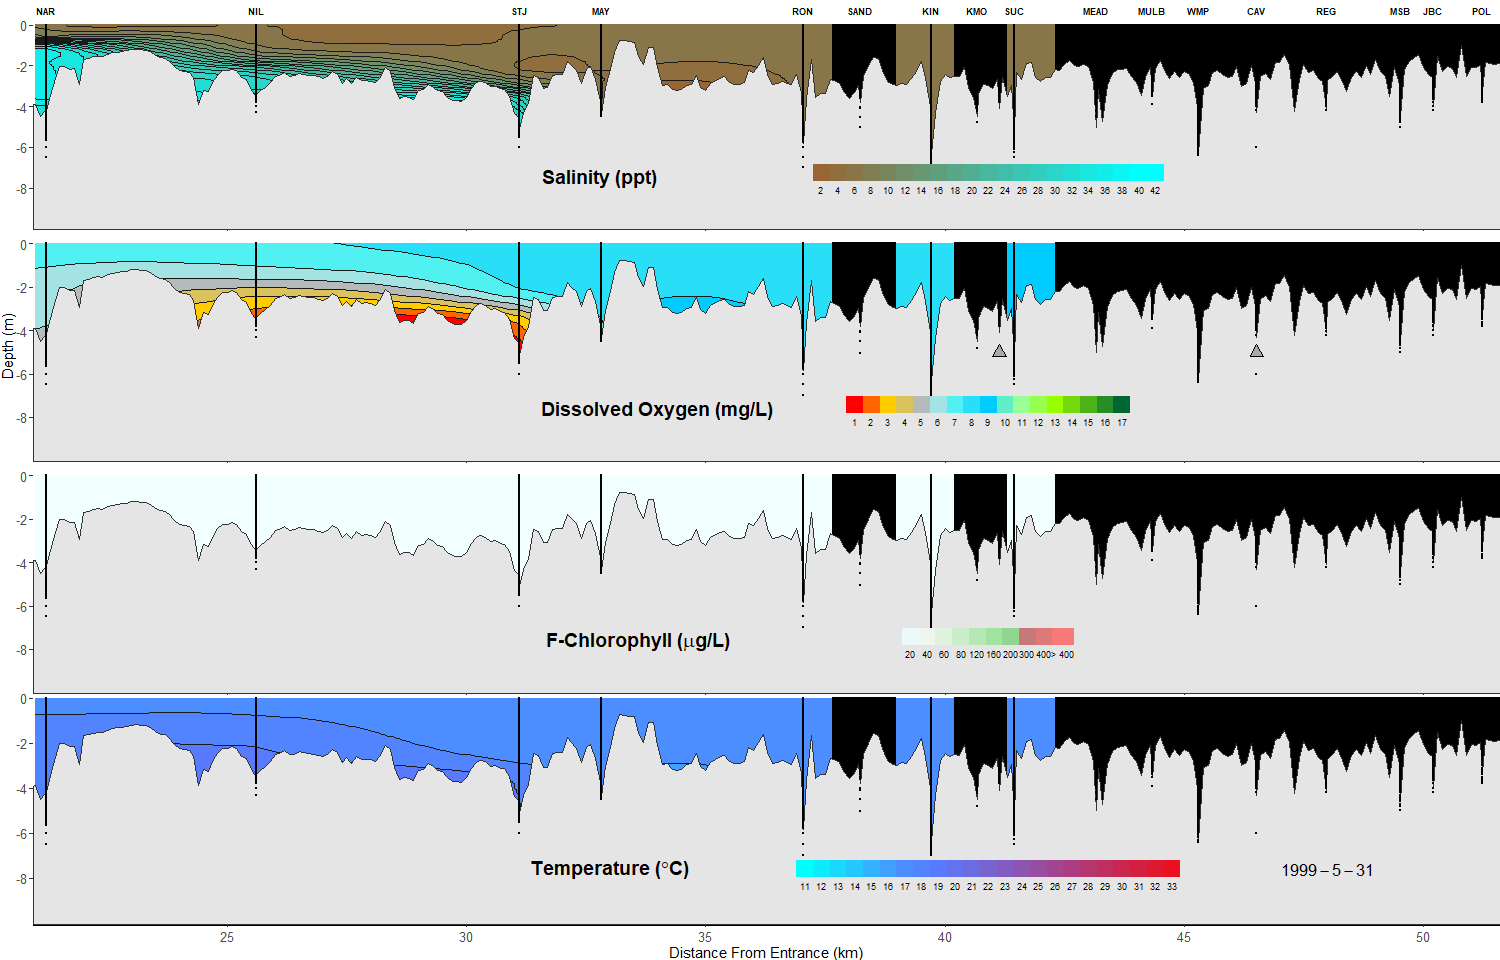 NAR NIL STJ MAY RON SAND KIN KMO SUC MEAD MULB WMP CAV REG MSB JBC POL
0
-2
-4
-6
-8
Salinity (ppt)
2 4 6 8 10 12 14 16 18 20 22 24 26 28 30 32 34 36 38 40 42
0
-2
-4
-6
-8
Depth (m)
Dissolved Oxygen (mg/L)
1 2 3 4 5 6 7 8 9 10 11 12 13 14 15 16 17
0
-2
-4
-6
-8
F-Chlorophyll (µg/L)
20 40 60 80 120 160 200 300 400> 400
0
-2
-4
-6
-8
Temperature (°C)
11 12 13 14 15 16 17 18 19 20 21 22 23 24 25 26 27 28 29 30 31 32 33
1999 – 5 – 31
25 30 35 40 45 50
Distance From Entrance (km)